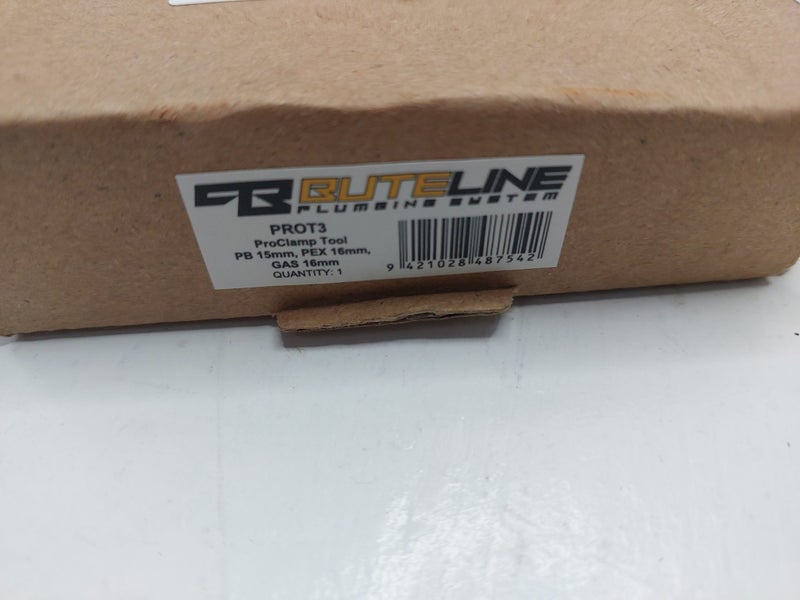 BUTELINE
PLUMBING SYSTEM
PROT3
ProClamp Tool
PB 15mm, PEX 16mm,
GAS 16mm
QUANTITY: 1
9 421028 487542